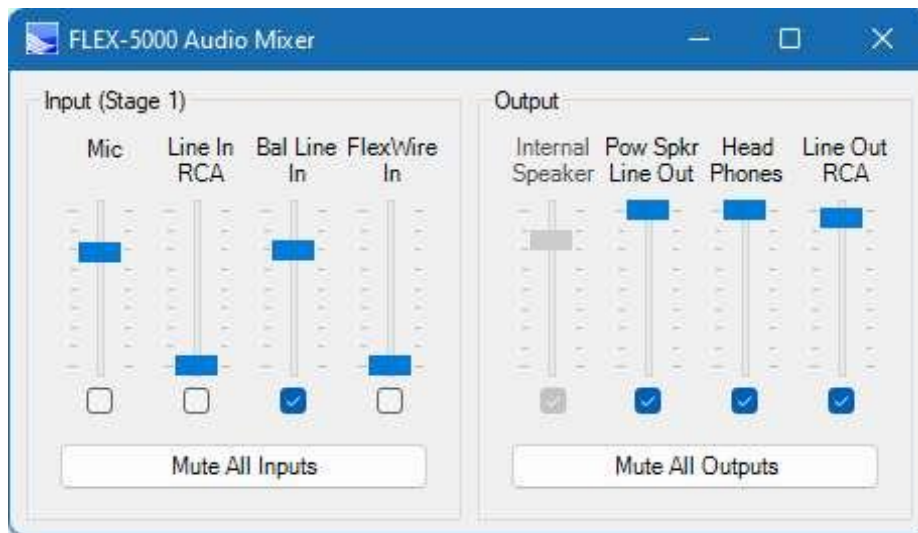 FLEX-5000 Audio Mixer
Input (Stage 1)
Mic
Line In
RCA
Bal Line
In
FlexWire
In
Mute All Inputs
Output
Internal
Speaker
Pow Spkr
Line Out
Head
Phones
Line Out
RCA
Mute All Outputs